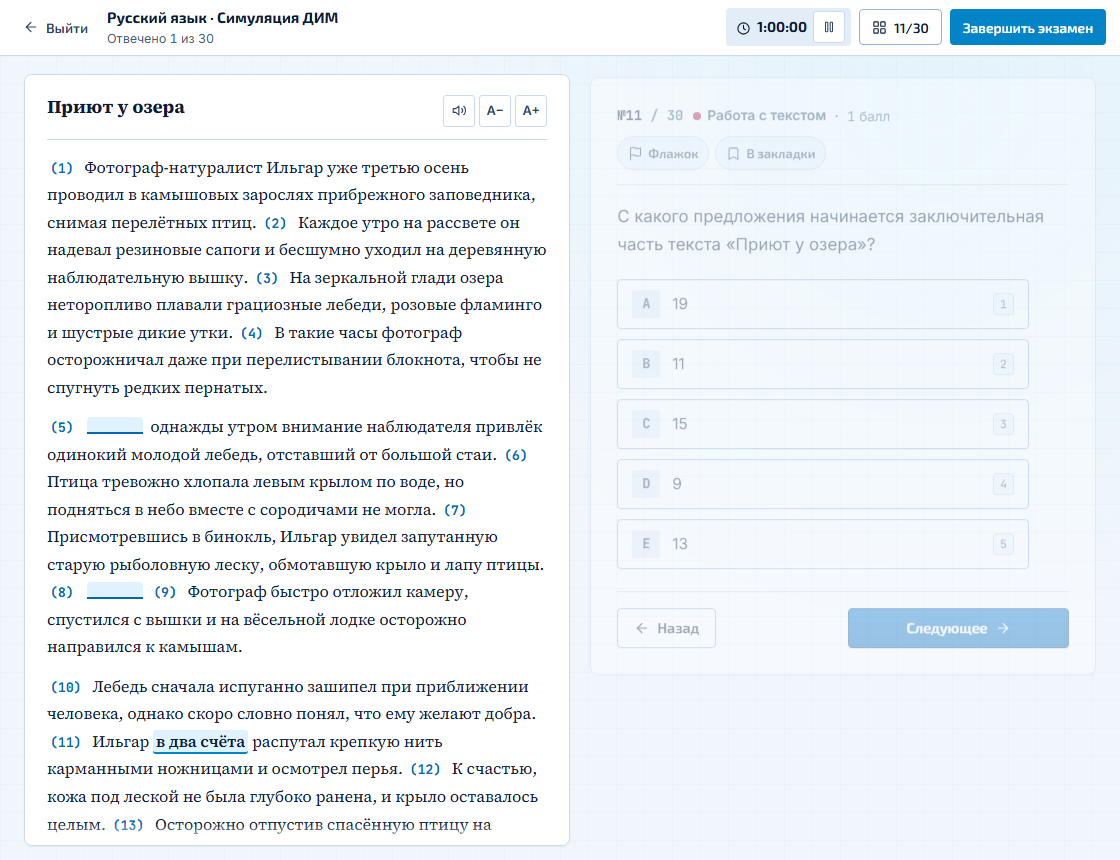 Выйти
Русский язык · Симуляция ДИМ
Отвечено 1 из 30
1:00:00
11/30
Завершить экзамен
Приют у озера
A−
A+
(1) Фотограф-натуралист Ильгар уже третью осень
проводил в камышовых зарослях прибрежного заповедника,
снимая перелётных птиц. (2) Каждое утро на рассвете он
надевал резиновые сапоги и бесшумно уходил на деревянную
наблюдательную вышку. (3) На зеркальной глади озера
неторопливо плавали грациозные лебеди, розовые фламинго
и шустрые дикие утки. (4) В такие часы фотограф
осторожничал даже при перелистывании блокнота, чтобы не
спугнуть редких пернатых.
(5) однажды утром внимание наблюдателя привлёк
одинокий молодой лебедь, отставший от большой стаи. (6)
Птица тревожно хлопала левым крылом по воде, но
подняться в небо вместе с сородичами не могла. (7)
Присмотревшись в бинокль, Ильгар увидел запутанную
старую рыболовную леску, обмотавшую крыло и лапу птицы.
(8) (9) Фотограф быстро отложил камеру,
спустился с вышки и на вёсельной лодке осторожно
направился к камышам.
(10) Лебедь сначала испуганно зашипел при приближении
человека, однако скоро словно понял, что ему желают добра.
(11) Ильгар в два счёта распутал крепкую нить
карманными ножницами и осмотрел перья. (12) К счастью,
кожа под леской не была глубоко ранена, и крыло оставалось
целым. (13) Осторожно отпустив спасённую птицу на
№11 / 30 Работа с текстом · 1 балл
Флажок
В закладки
С какого предложения начинается заключительная
часть текста «Приют у озера»?
A 19 1
B 11 2
C 15 3
D 9 4
E 13 5
Назад
Следующее